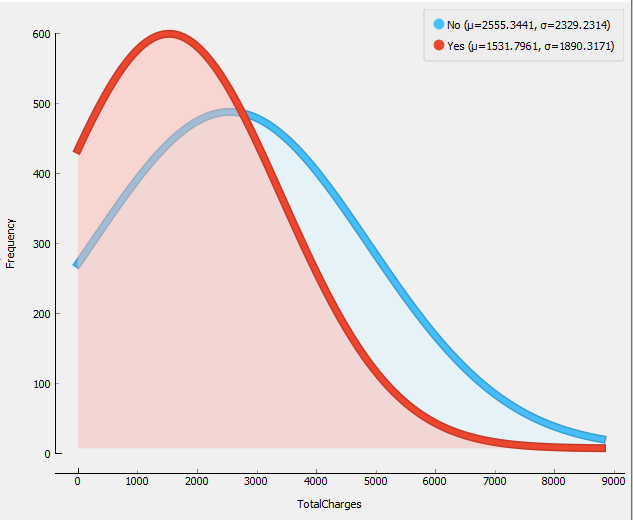 No (μ=2555.3441, σ=2329.2314)
Yes (μ=1531.7961, σ=1890.3171)
600
500
400
300
200
100
0
Frequency
0 1000 2000 3000 4000 5000 6000 7000 8000 9000
TotalCharges